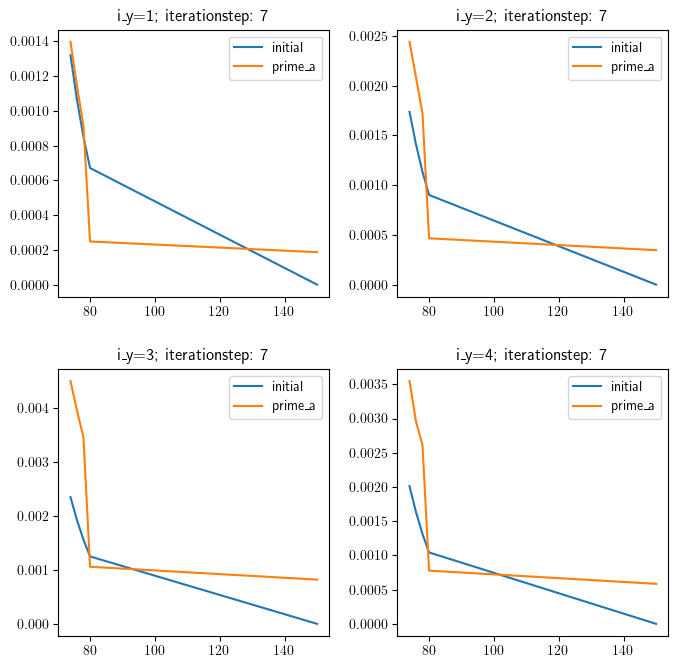 i_y=1; iterationstep: 7
initial
prime_a
0.0014
0.0012
0.0010
0.0008
0.0006
0.0004
0.0002
0.0000
80 100 120 140
i_y=2; iterationstep: 7
initial
prime_a
0.0025
0.0020
0.0015
0.0010
0.0005
0.0000
80 100 120 140
i_y=3; iterationstep: 7
initial
prime_a
0.004
0.003
0.002
0.001
0.000
80 100 120 140
i_y=4; iterationstep: 7
initial
prime_a
0.0035
0.0030
0.0025
0.0020
0.0015
0.0010
0.0005
0.0000
80 100 120 140